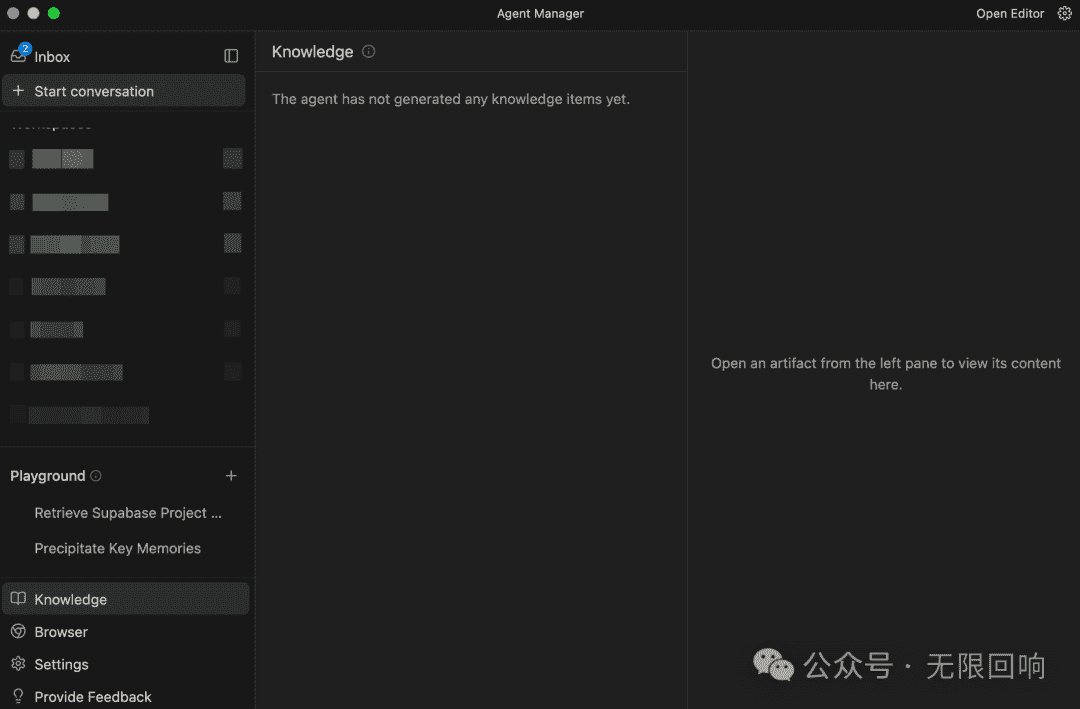 Agent Manager
Open Editor
2
Inbox
Start conversation
Playground
Retrieve Supabase Project ...
Precipitate Key Memories
Knowledge
Browser
Settings
Provide Feedback
Knowledge
The agent has not generated any knowledge items yet.
Open an artifact from the left pane to view its content
here.
公众号 · 无限回响